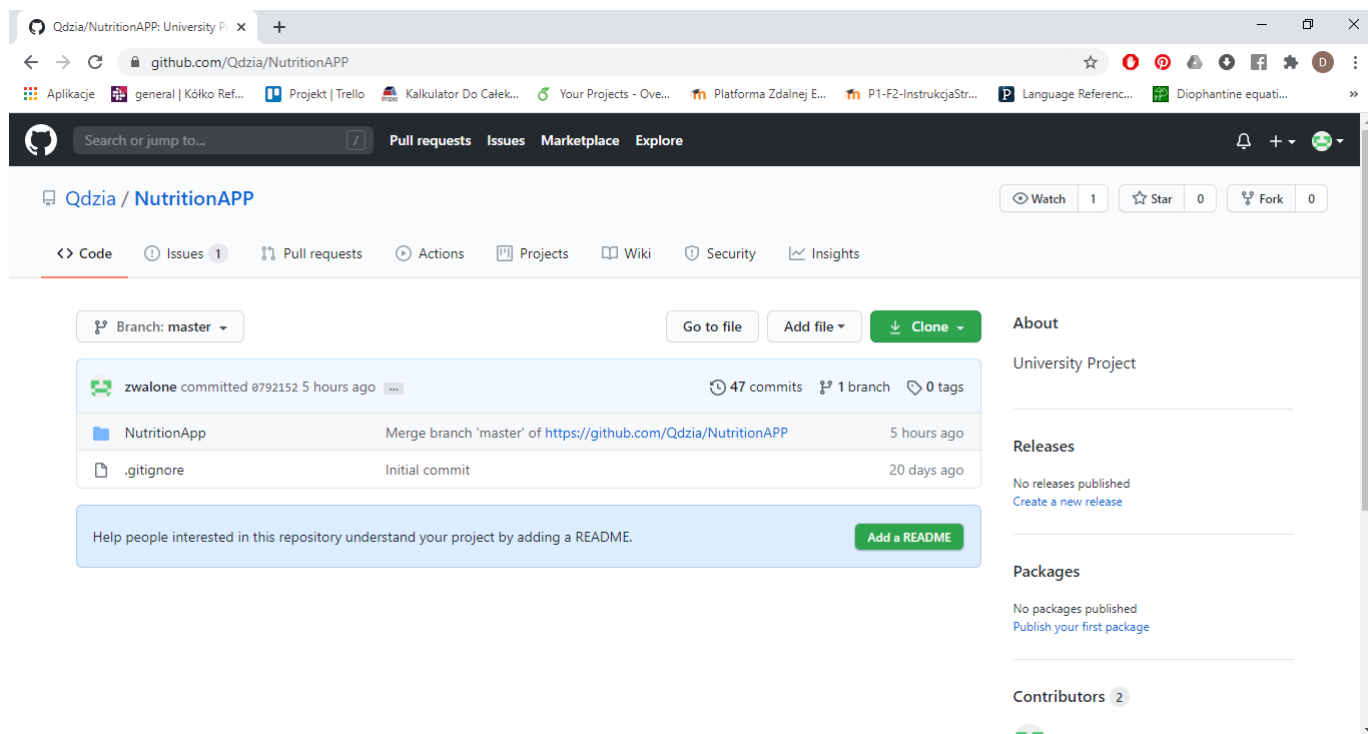 Qdzia/NutritionAPP: University Pr
github.com/Qdzia/NutritionAPP
D
Aplikacje general | Kółko Ref... Projekt | Trello Kalkulator Do Całek... Your Projects - Ove... Platforma Zdalnej E... P1-F2-InstrukcjaStr... Language Referenc... Diophantine equati... »
Search or jump to... / Pull requests Issues Marketplace Explore
Qdzia / NutritionAPP Watch 1 Star 0 Fork 0
<> Code Issues 1 Pull requests Actions Projects Wiki Security Insights
Branch: master Go to file Add file Clone
zwalone committed 0792152 5 hours ago ... 47 commits 1 branch 0 tags
NutritionApp Merge branch 'master' of https://github.com/Qdzia/NutritionAPP 5 hours ago
.gitignore Initial commit 20 days ago
Help people interested in this repository understand your project by adding a README. Add a README
About
University Project
Releases
No releases published
Create a new release
Packages
No packages published
Publish your first package
Contributors 2